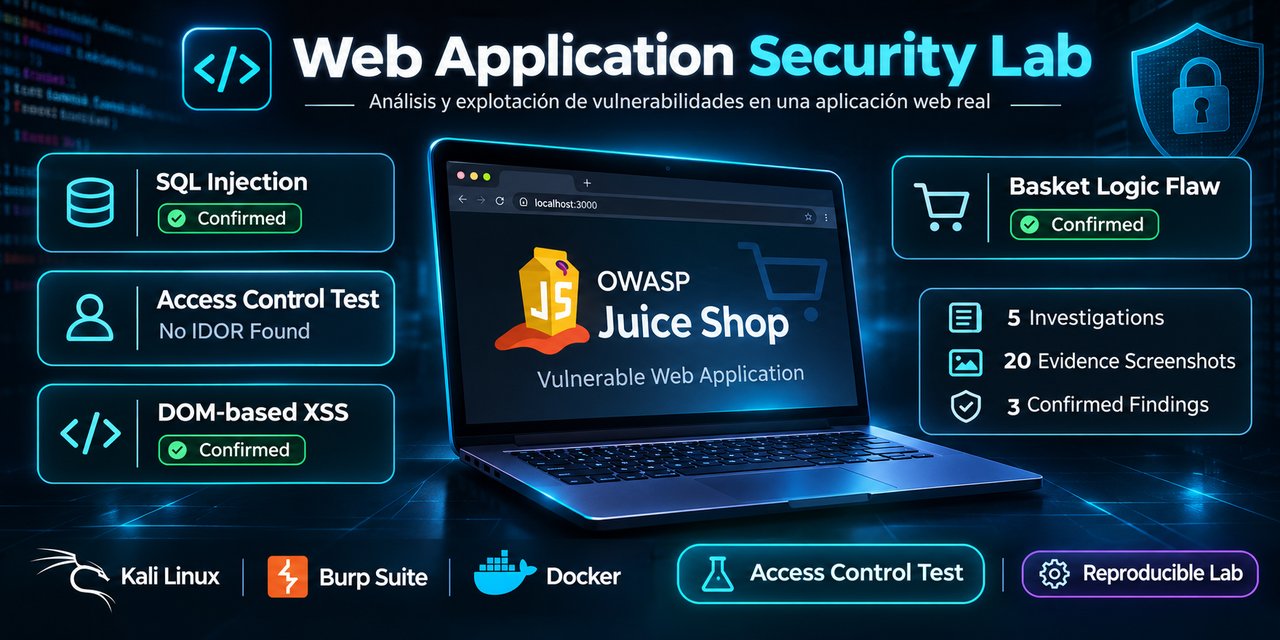 </>
Web Application Security Lab
Análisis y explotación de vulnerabilidades en una aplicación web real
SQL Injection
Confirmed
Access Control Test
No IDOR Found
</>
DOM-based XSS
Confirmed
localhost:3000
JS
OWASP
Juice Shop
Vulnerable Web Application
Basket Logic Flaw
Confirmed
5 Investigations
20 Evidence Screenshots
3 Confirmed Findings
Kali Linux
Burp Suite
Docker
Access Control Test
Reproducible Lab